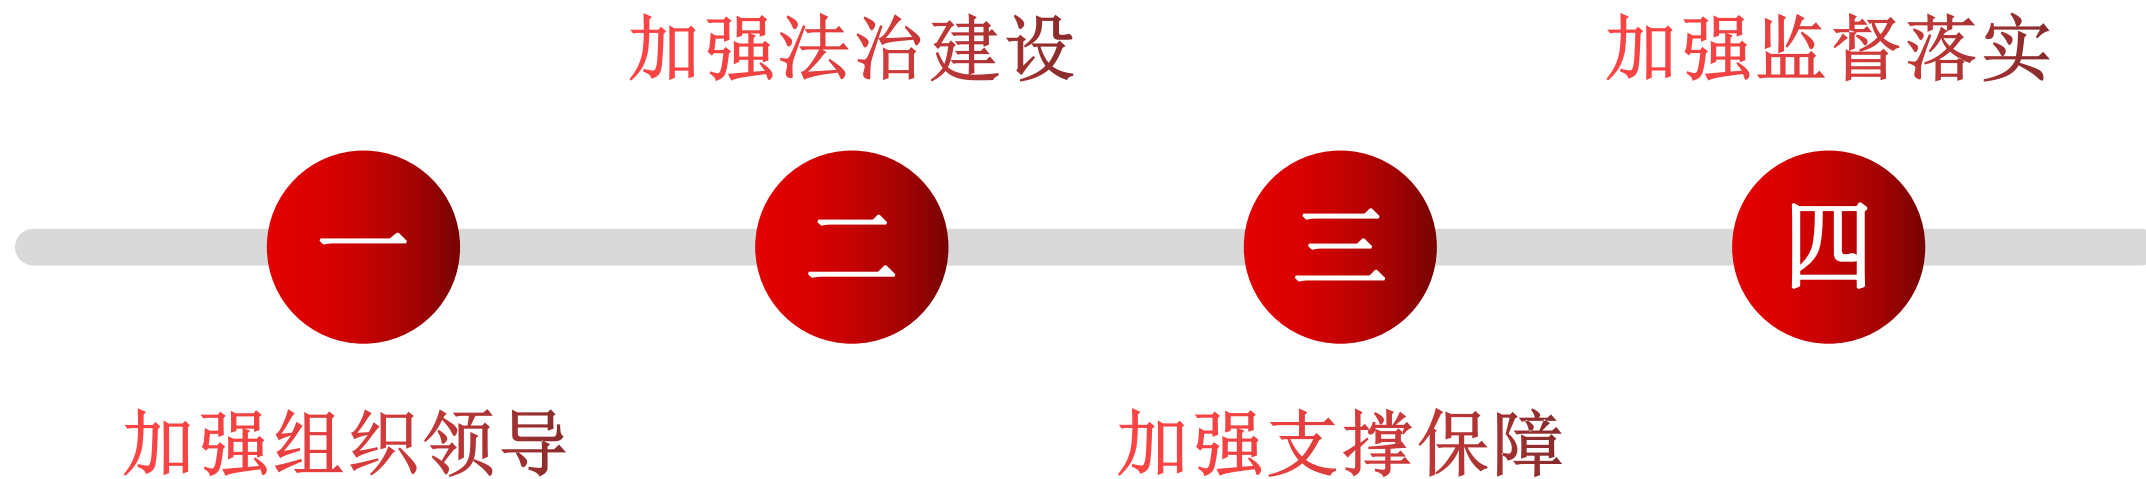 加强法治建设
加强监督落实
一
二
三
四
加强组织领导
加强支撑保障